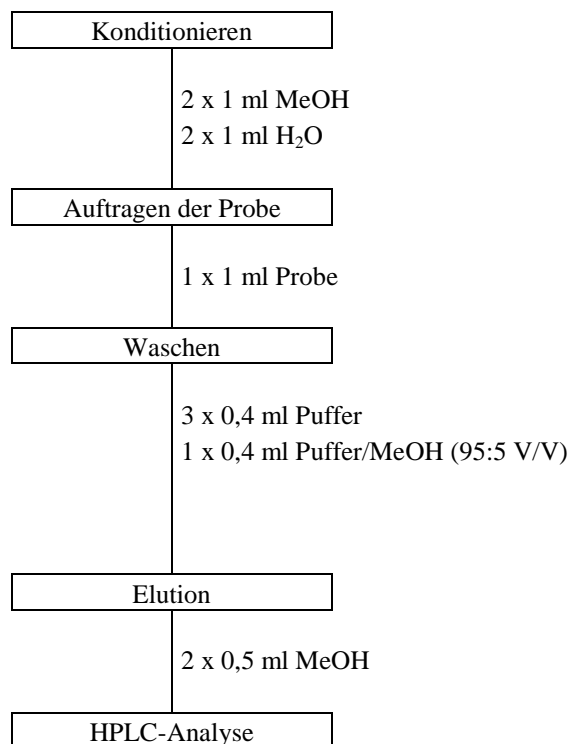 Konditionieren
2 x 1 ml MeOH
2 x 1 ml H₂O
Auftragen der Probe
1 x 1 ml Probe
Waschen
3 x 0,4 ml Puffer
1 x 0,4 ml Puffer/MeOH (95:5 V/V)
Elution
2 x 0,5 ml MeOH
HPLC-Analyse